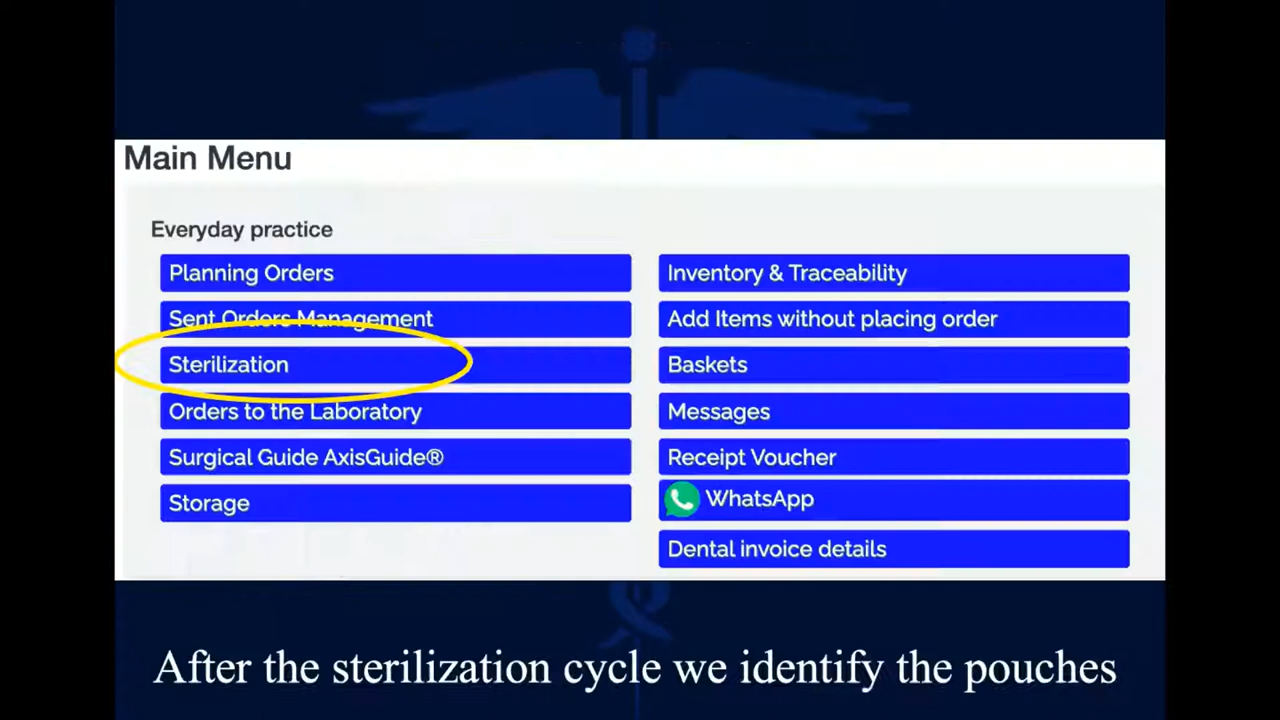 Main Menu
Everyday practice
Planning Orders
Sent Orders Management
Sterilization
Orders to the Laboratory
Surgical Guide AxisGuide®
Storage
Inventory & Traceability
Add Items without placing order
Baskets
Messages
Receipt Voucher
WhatsApp
Dental invoice details
After the sterilization cycle we identify the pouches